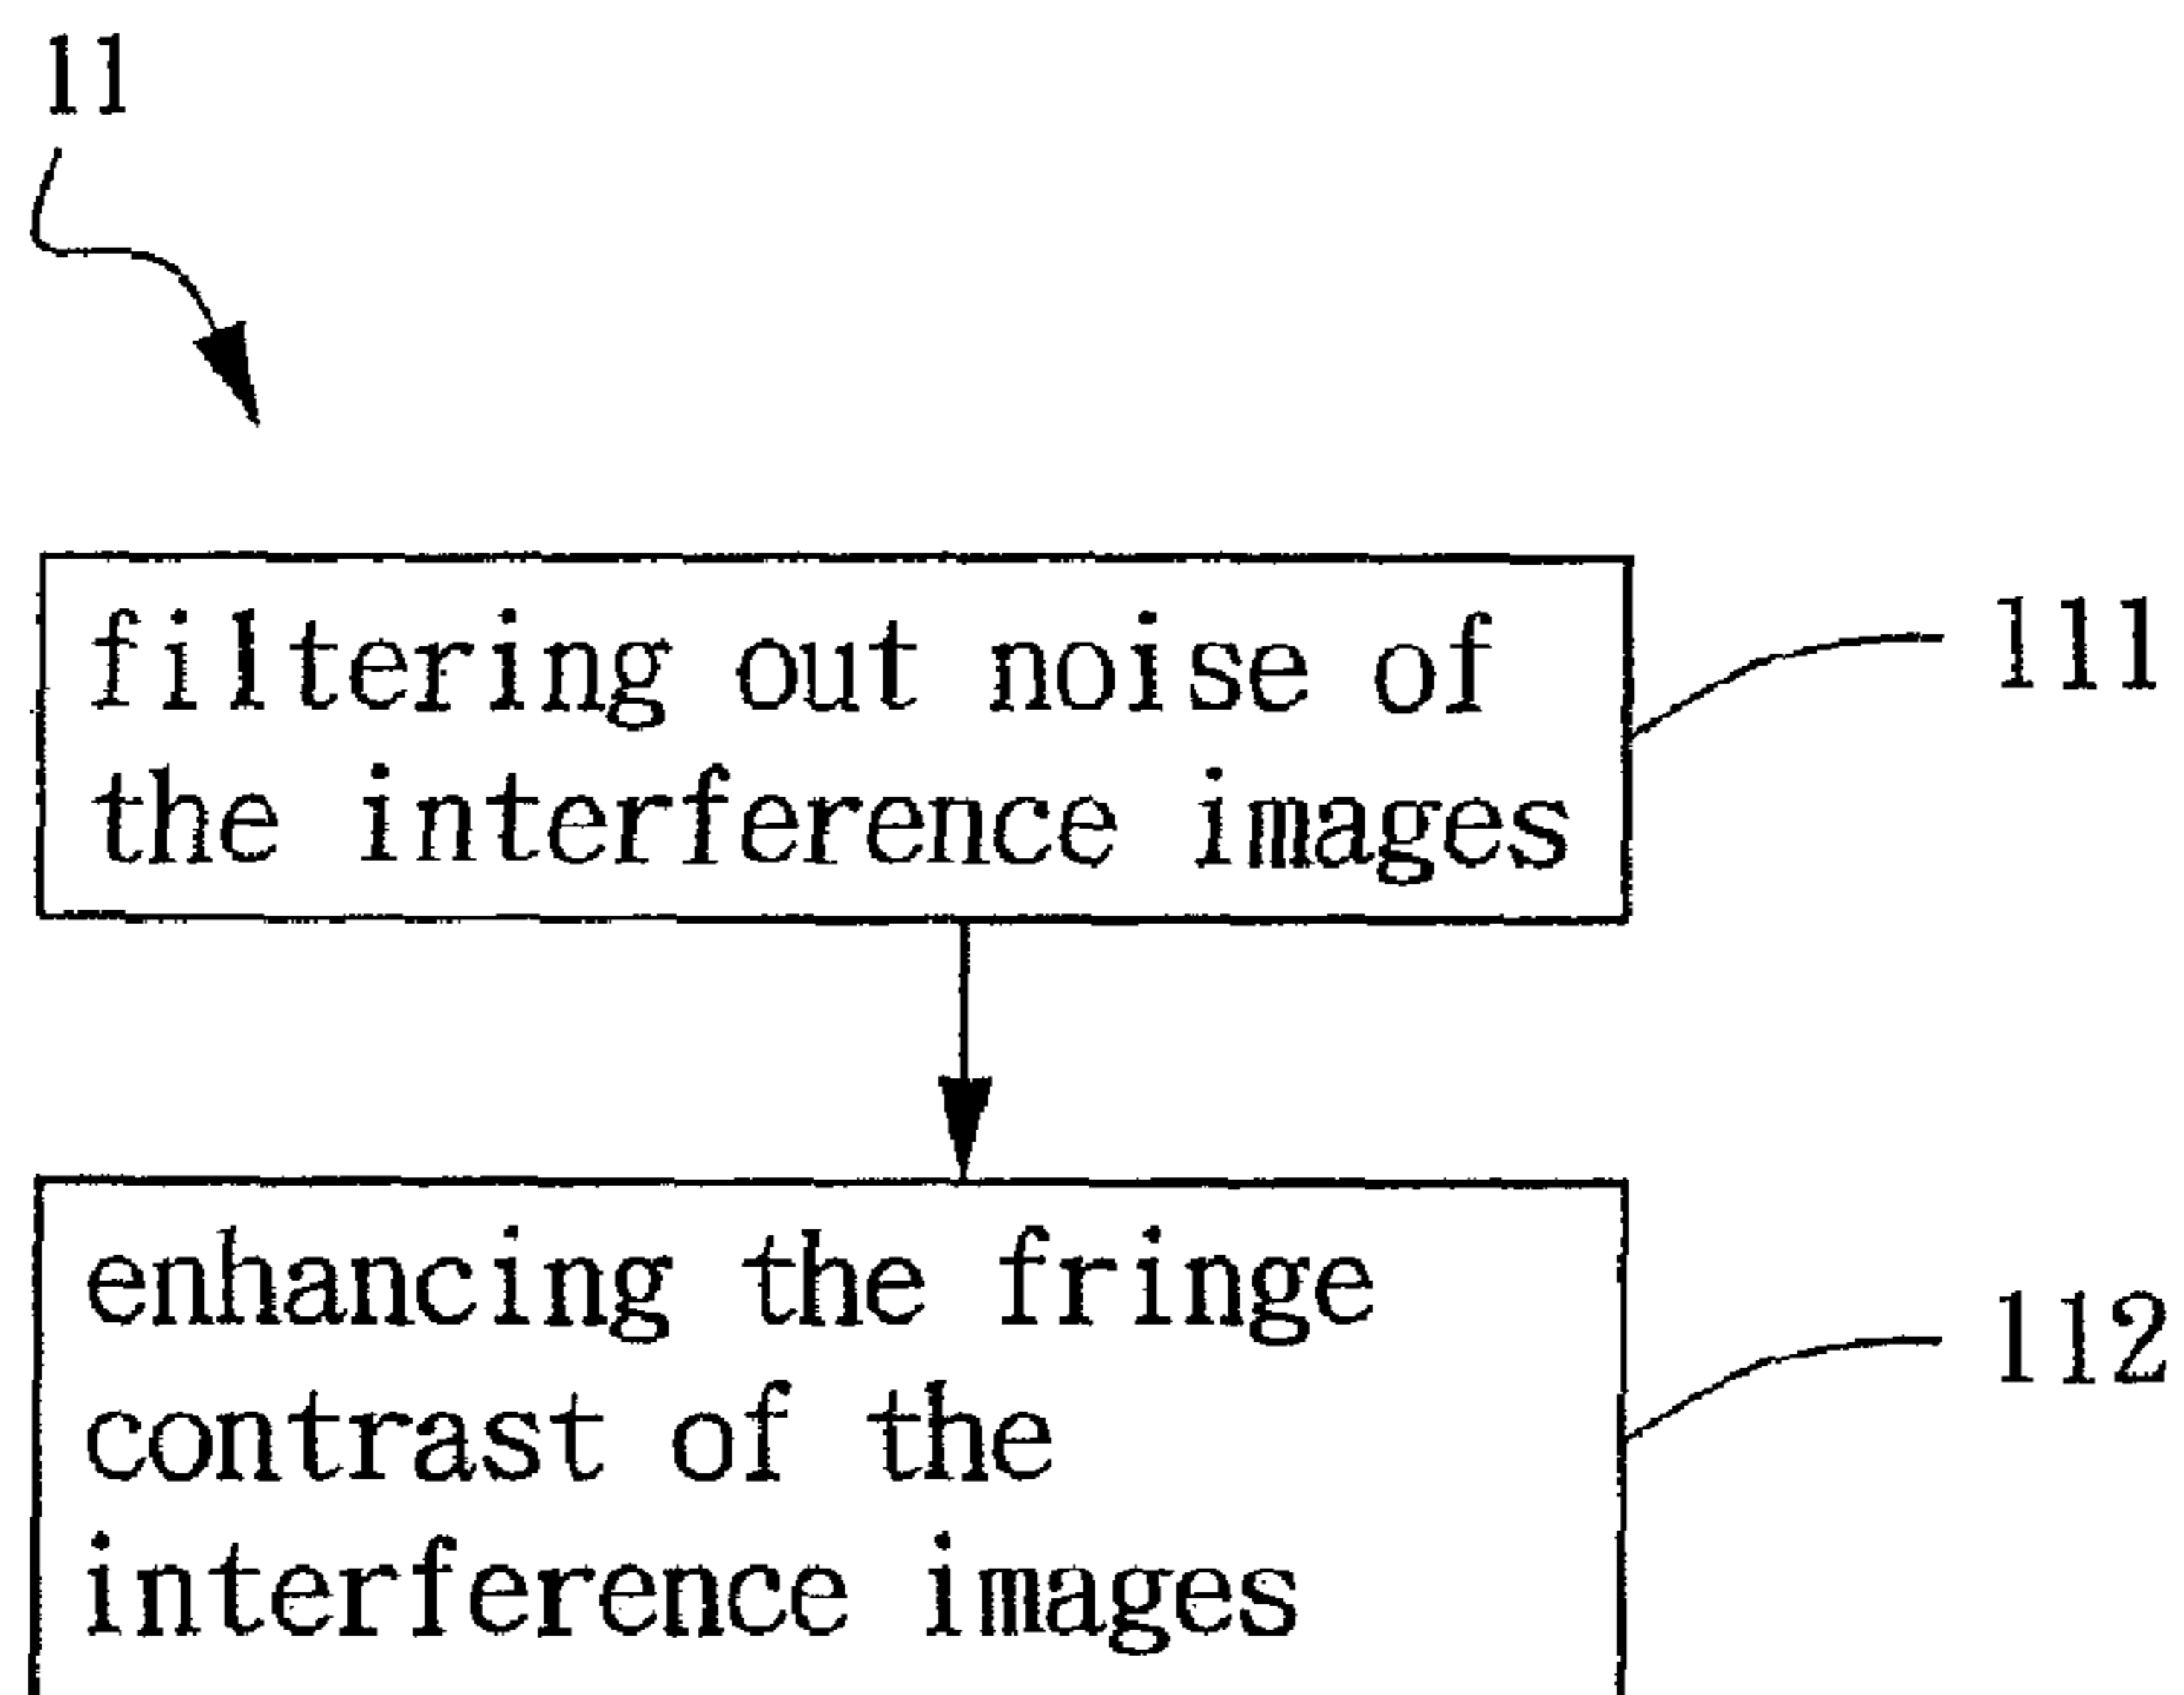 11
filtering out noise of
the interference images
111
enhancing the fringe
contrast of the
interference images
112